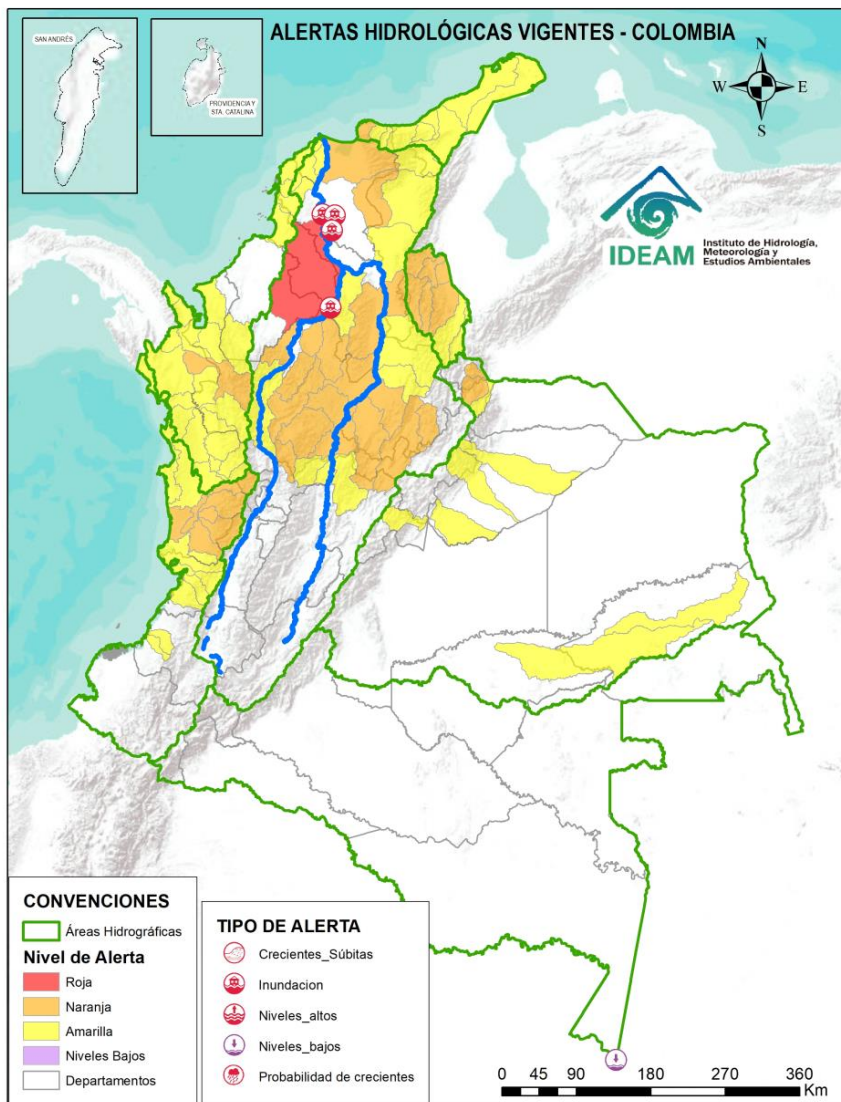 ALERTAS HIDROLÓGICAS VIGENTES - COLOMBIA
SAN ANDRÉS
PROVIDENCIA Y
STA. CATALINA
N
W
E
S
IDEAM
Instituto de Hidrología,
Meteorología y
Estudios Ambientales
CONVENCIONES
Áreas Hidrográficas
Nivel de Alerta
Roja
Naranja
Amarilla
Niveles Bajos
Departamentos
TIPO DE ALERTA
Crecientes_Súbitas
Inundacion
Niveles_altos
Niveles_bajos
Probabilidad de crecientes
0 45 90 180 270 360
Km